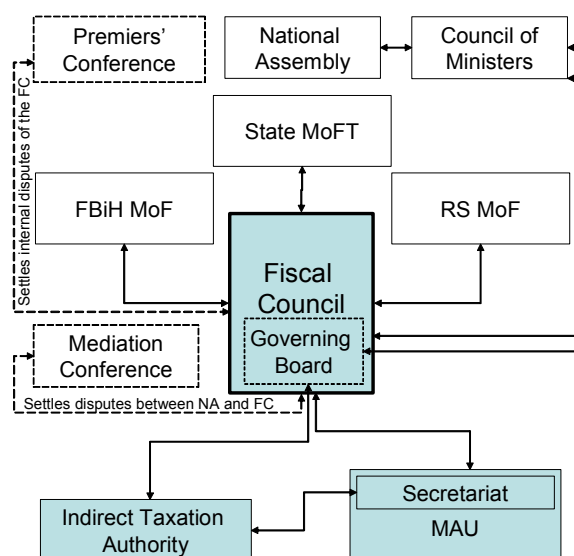 Premiers’
Conference
National
Assembly
Council of
Ministers
Settles internal disputes of the FC
State MoFT
FBiH MoF
RS MoF
Fiscal
Council
Governing
Board
Mediation
Conference
Settles disputes between NA and FC
Indirect Taxation
Authority
Secretariat
MAU